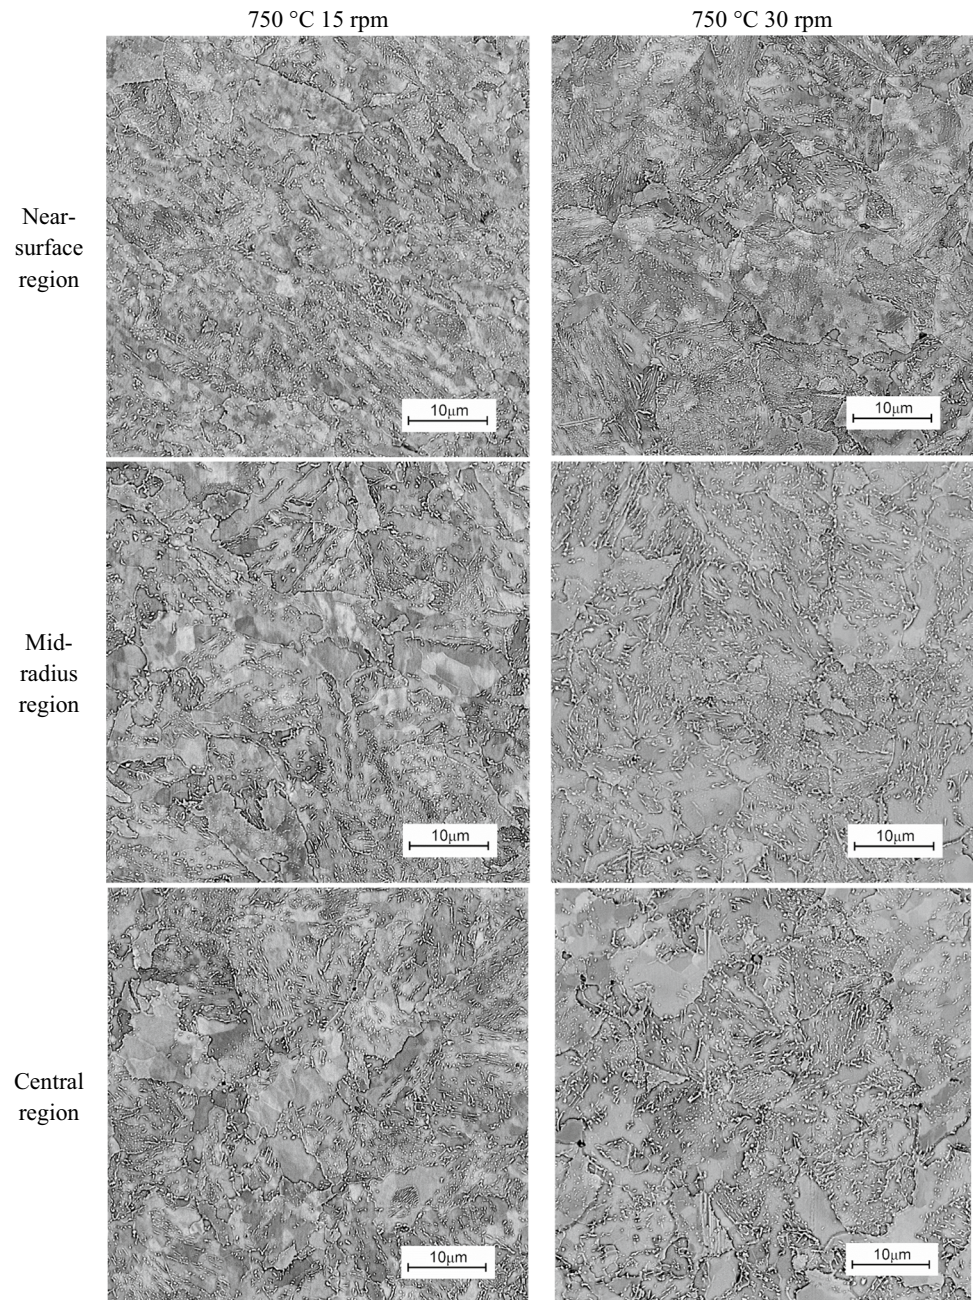 750 °C 15 rpm
750 °C 30 rpm
Near-
surface
region
10μm
10μm
Mid-
radius
region
10μm
10μm
Central
region
10μm
10μm